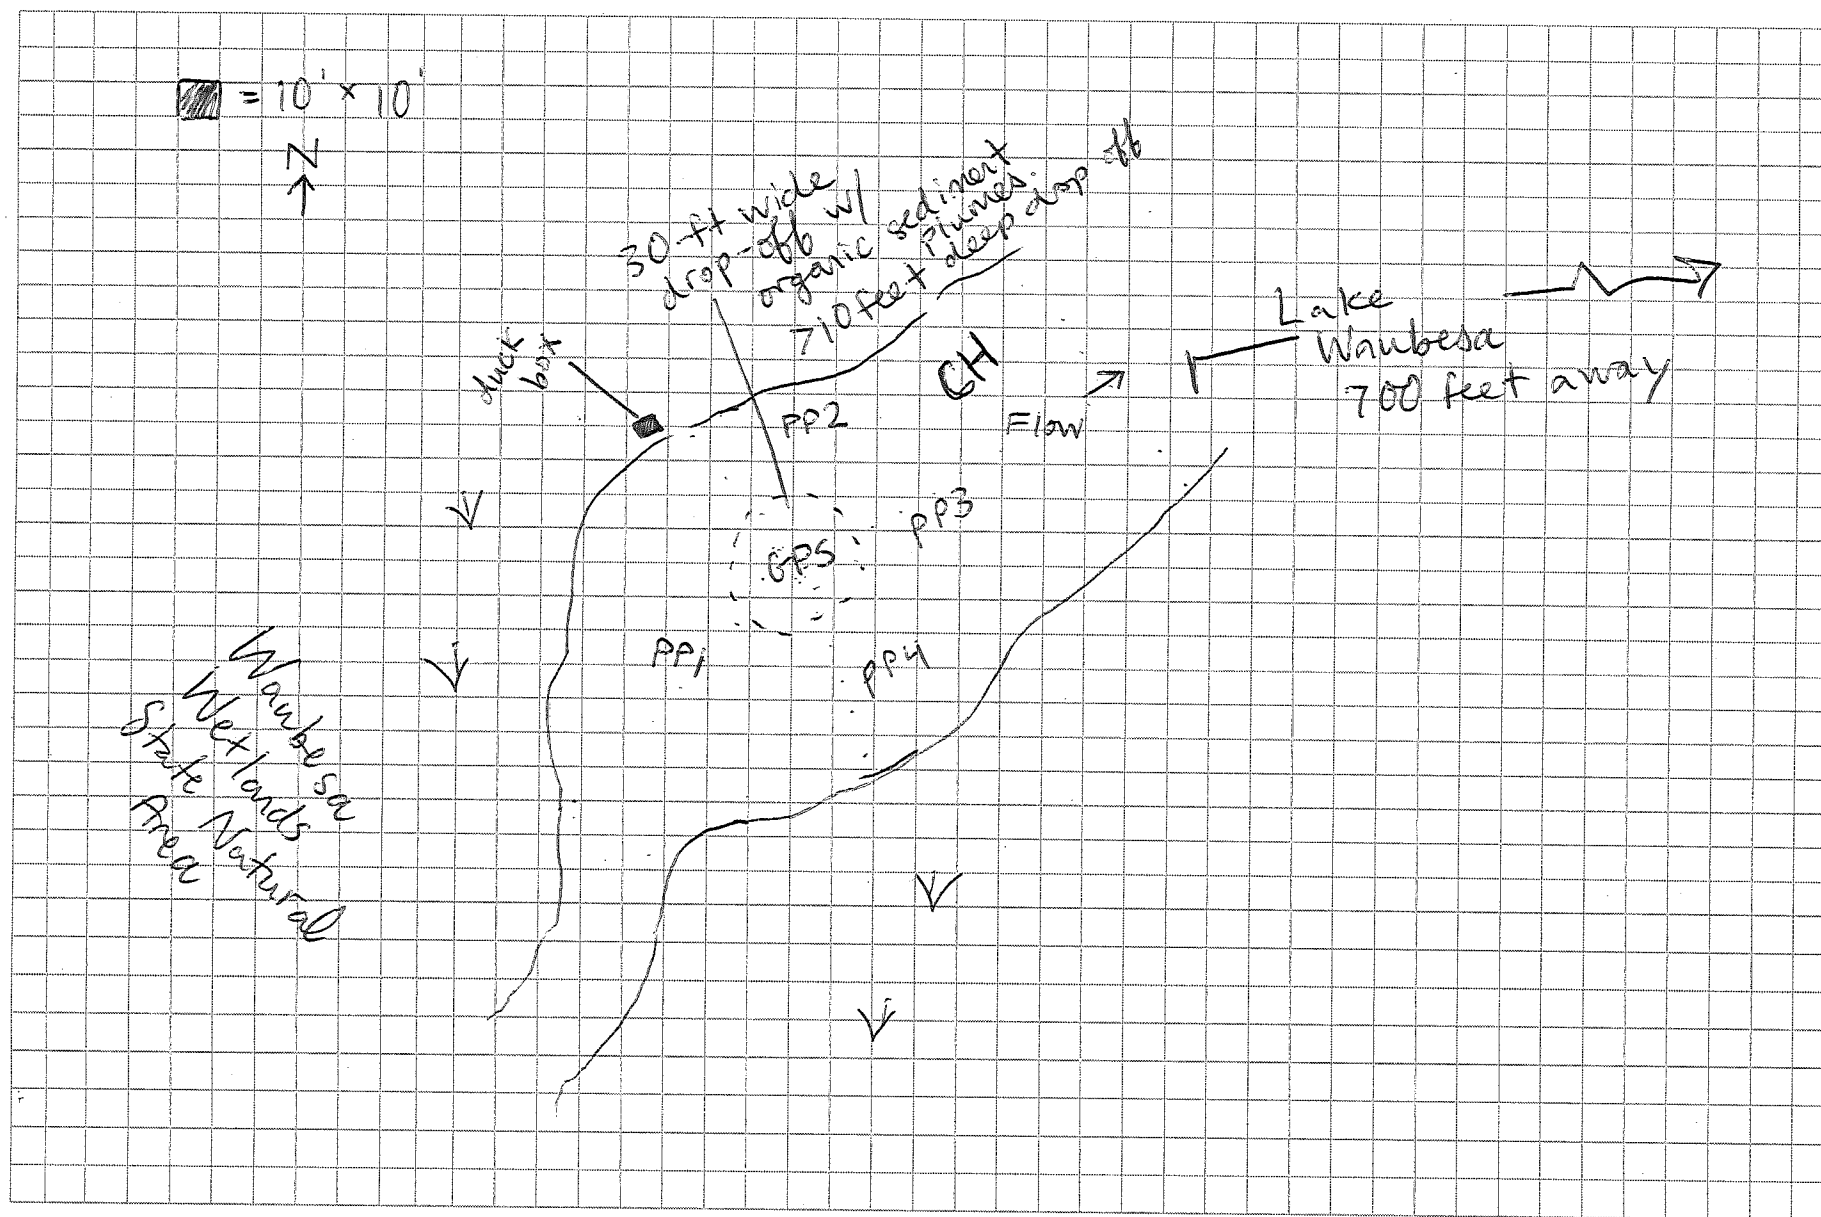 = 10' x 10'
N
30-ft wide
drop-off w/
organic sediment
plumes.
>10 feet deep drop off
duck
box
Lake
Waubesa
700 feet away
CH
Flow
PP2
PP3
GPS
PP1
PP4
Waubesa
Wetlands
State Natural
Area